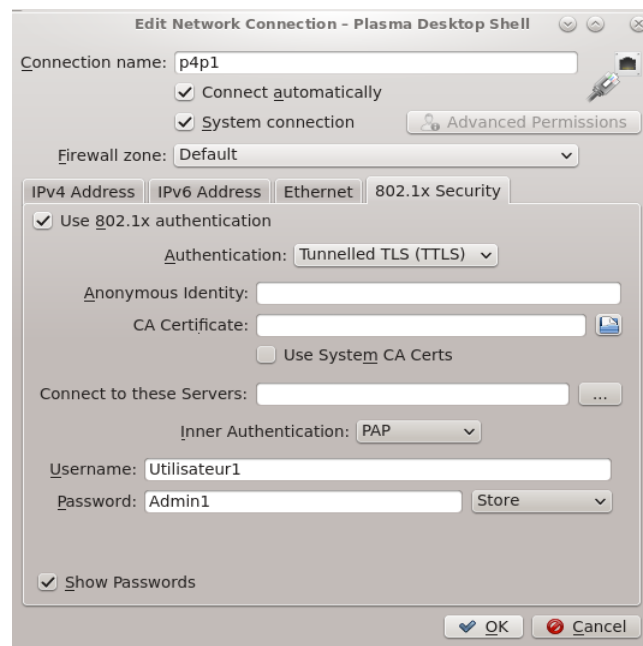 Edit Network Connection – Plasma Desktop Shell
Connection name: p4p1
Connect automatically
System connection Advanced Permissions
Firewall zone: Default
IPv4 Address IPv6 Address Ethernet 802.1x Security
Use 802.1x authentication
Authentication: Tunnelled TLS (TTLS)
Anonymous Identity:
CA Certificate:
Use System CA Certs
Connect to these Servers: ...
Inner Authentication: PAP
Username: Utilisateur1
Password: Admin1 Store
Show Passwords
OK Cancel